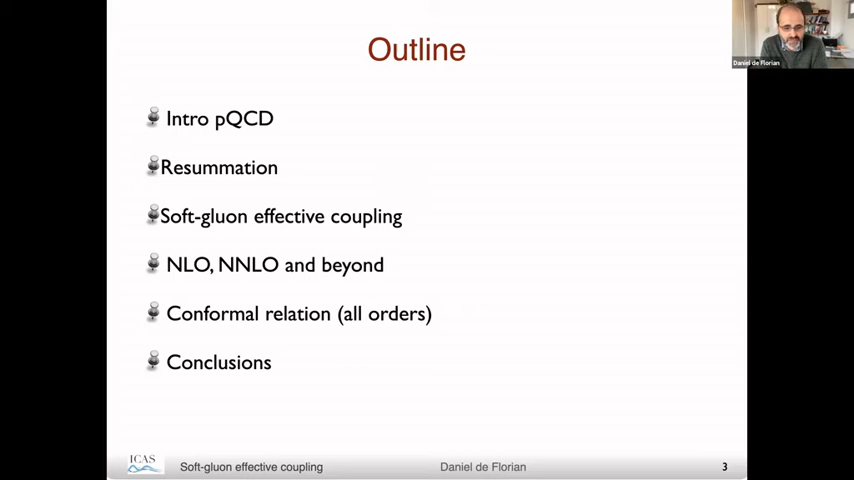 Outline
Daniel de Florian
Intro pQCD
Resummation
Soft-gluon effective coupling
NLO, NNLO and beyond
Conformal relation (all orders)
Conclusions
ICAS
Soft-gluon effective coupling
Daniel de Florian
3